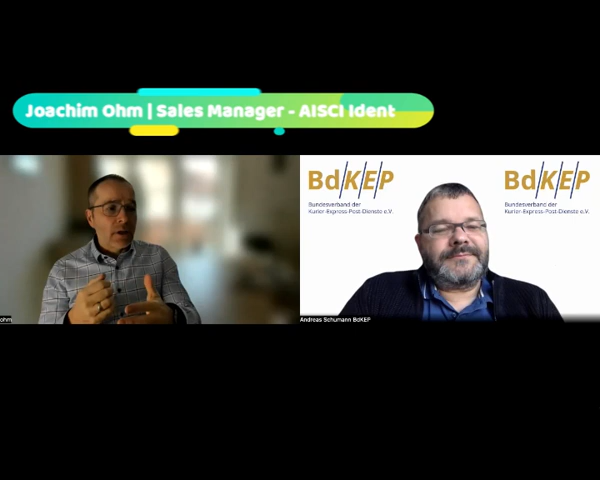 Joachim Ohm | Sales Manager - AISCI Ident
BdKEP
Bundesverband der
Kurier-Express-Post-Dienste e.V.
BdKEP
Bundesverband der
Kurier-Express-Post-Dienste e.V.
ohm
Andreas Schumann BdKEP